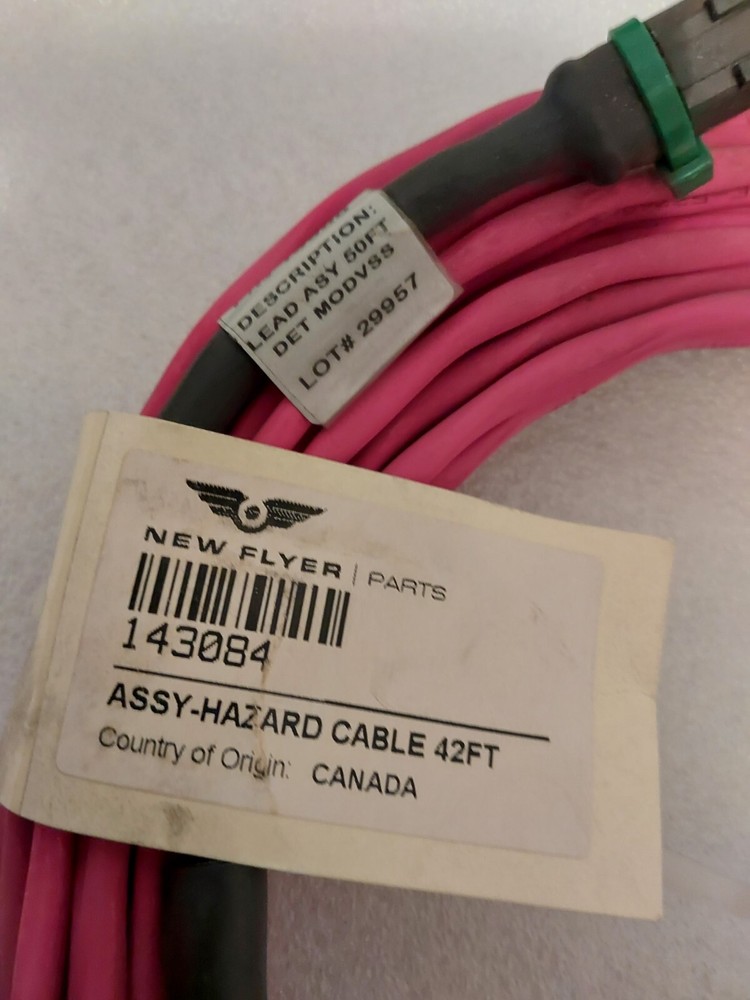 DESCRIPTION:
LEAD ASY 50FT
DET MODVSS
LOT# 29957
NEW FLYER | PARTS
143084
ASSY-HAZARD CABLE 42FT
Country of Origin: CANADA